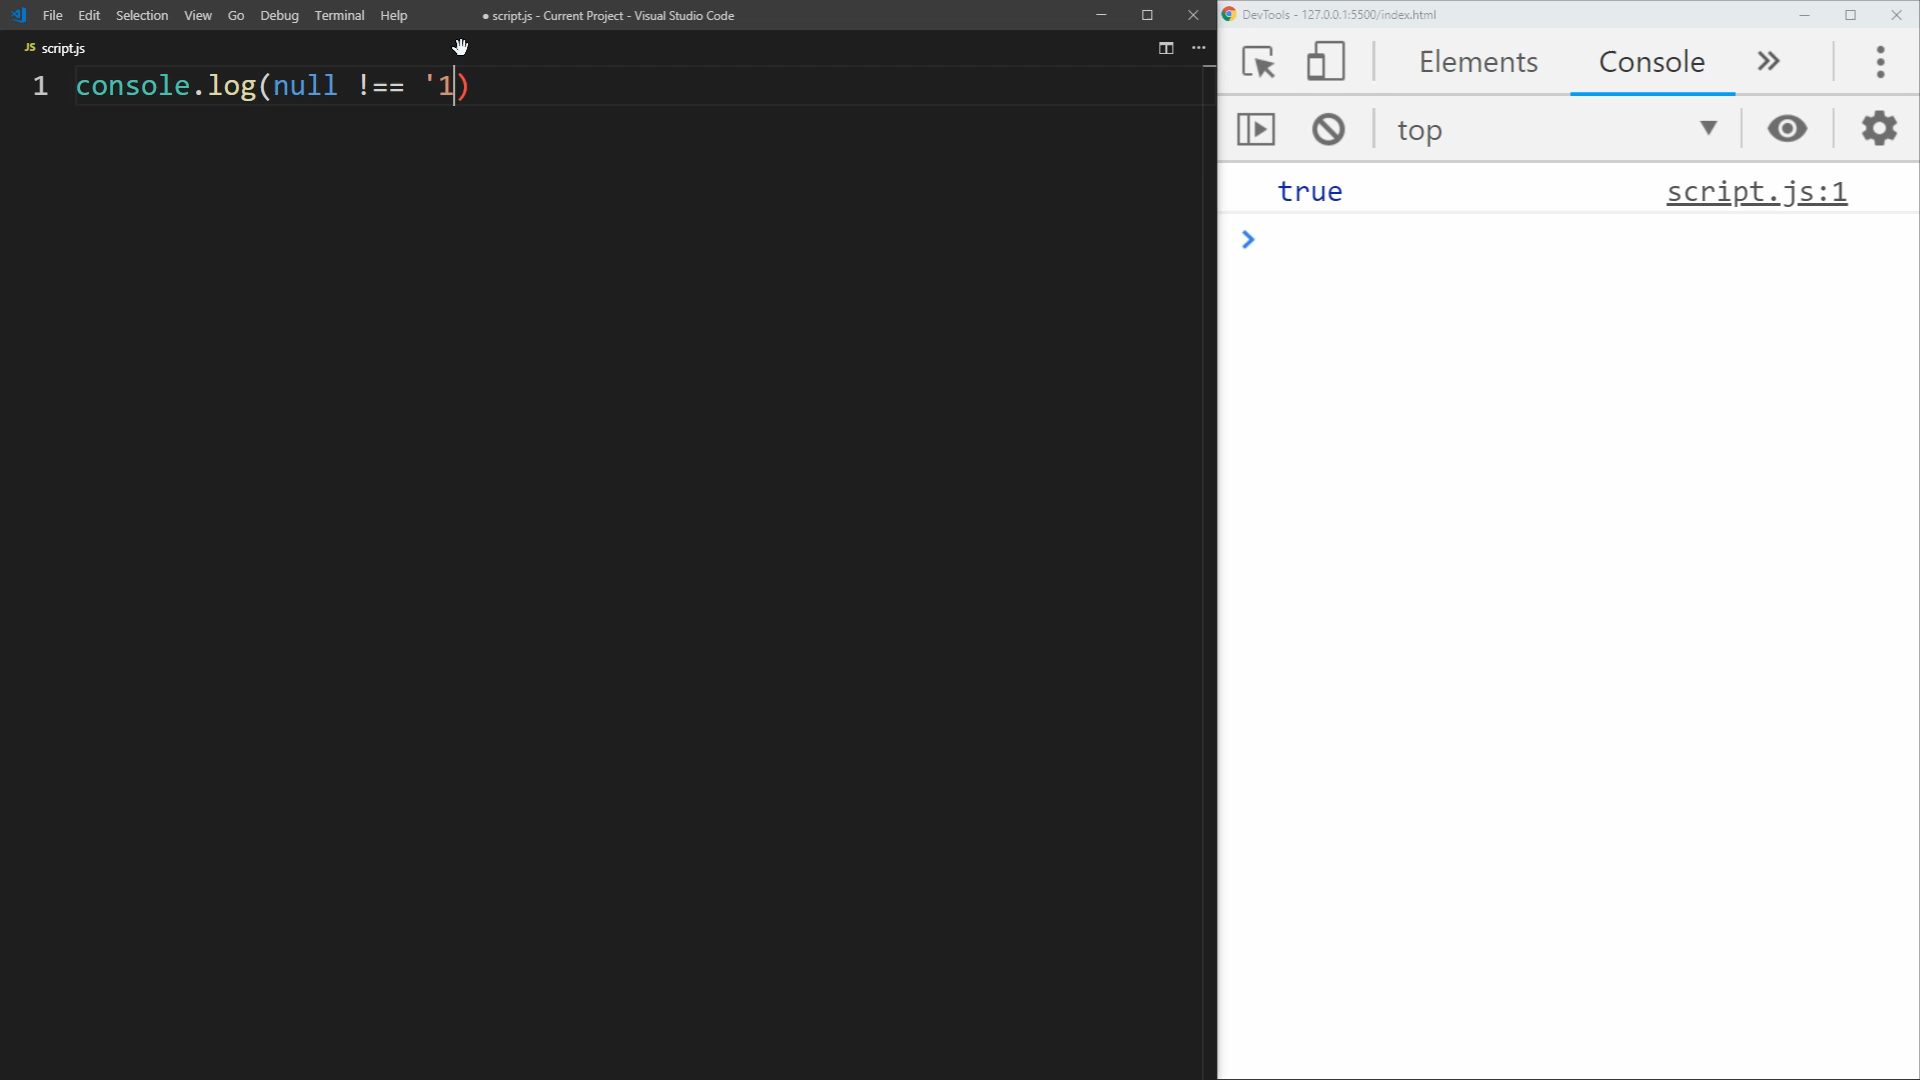 File Edit Selection View Go Debug Terminal Help ● script.js - Current Project - Visual Studio Code
JS script.js
1 console.log(null !== '1)
DevTools - 127.0.0.1:5500/index.html
Elements Console »
top
true script.js:1